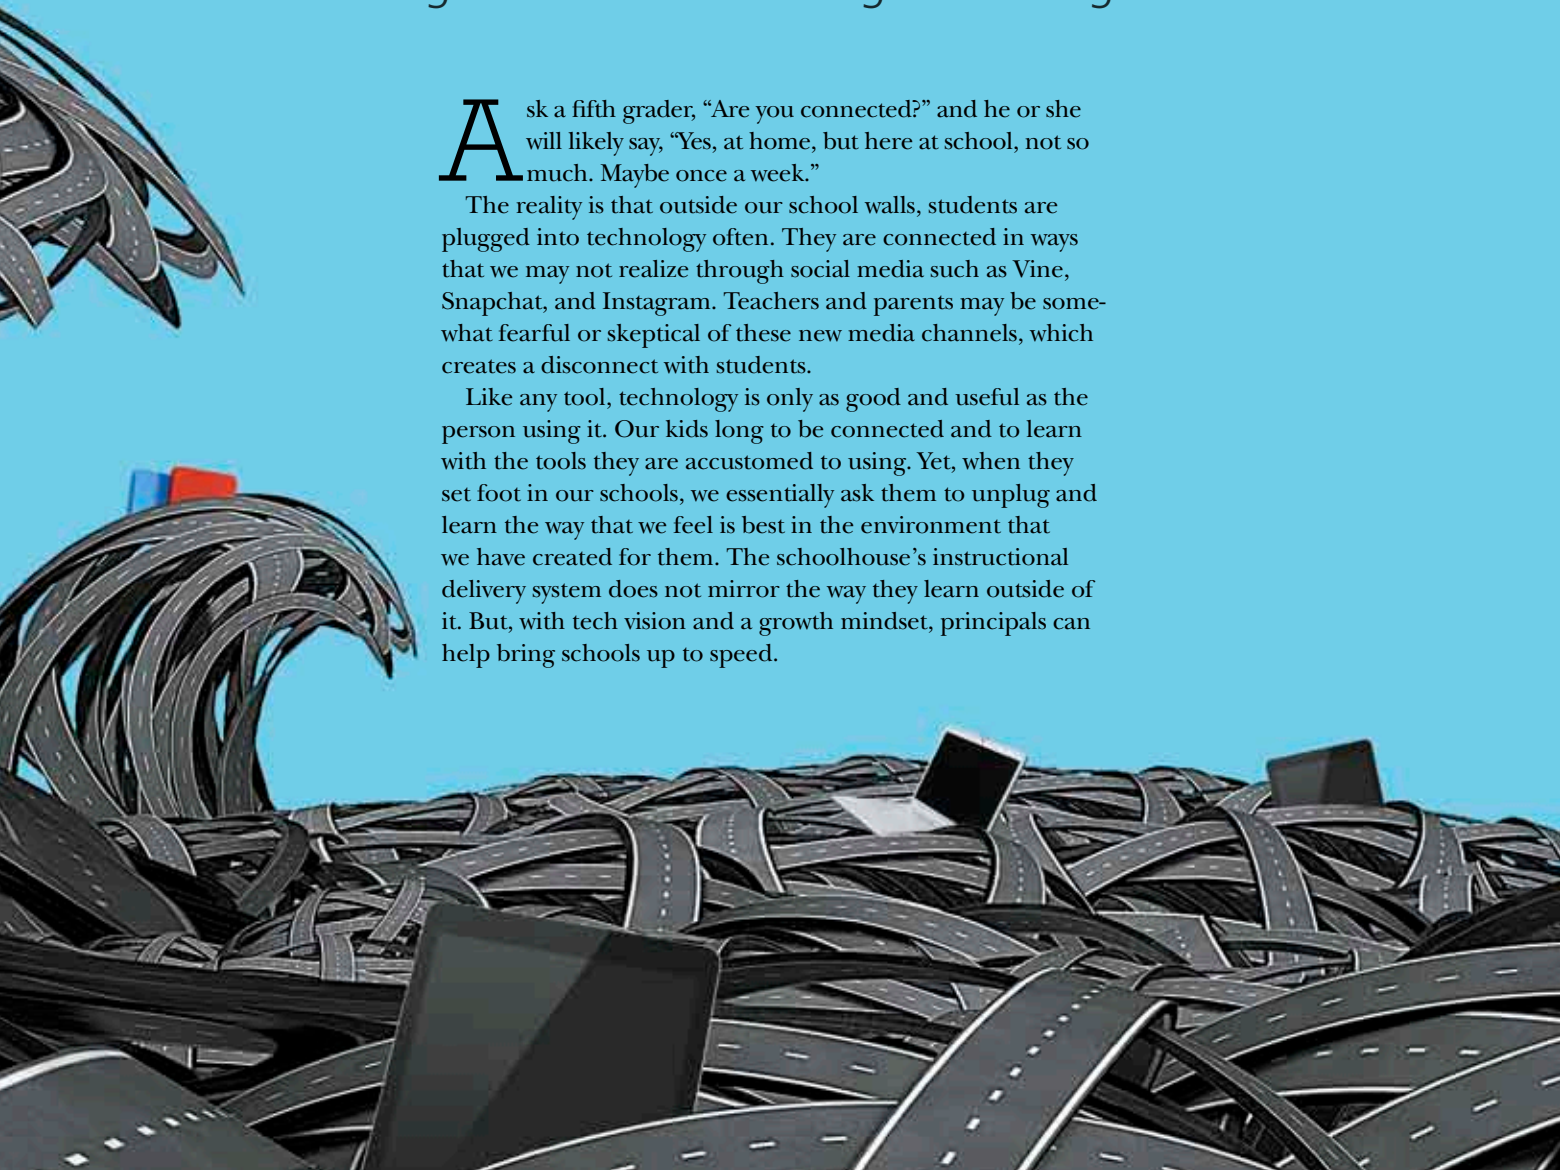 Ask a fifth grader, “Are you connected?” and he or she
will likely say, “Yes, at home, but here at school, not so
much. Maybe once a week.”
The reality is that outside our school walls, students are
plugged into technology often. They are connected in ways
that we may not realize through social media such as Vine,
Snapchat, and Instagram. Teachers and parents may be some-
what fearful or skeptical of these new media channels, which
creates a disconnect with students.
Like any tool, technology is only as good and useful as the
person using it. Our kids long to be connected and to learn
with the tools they are accustomed to using. Yet, when they
set foot in our schools, we essentially ask them to unplug and
learn the way that we feel is best in the environment that
we have created for them. The schoolhouse’s instructional
delivery system does not mirror the way they learn outside of
it. But, with tech vision and a growth mindset, principals can
help bring schools up to speed.